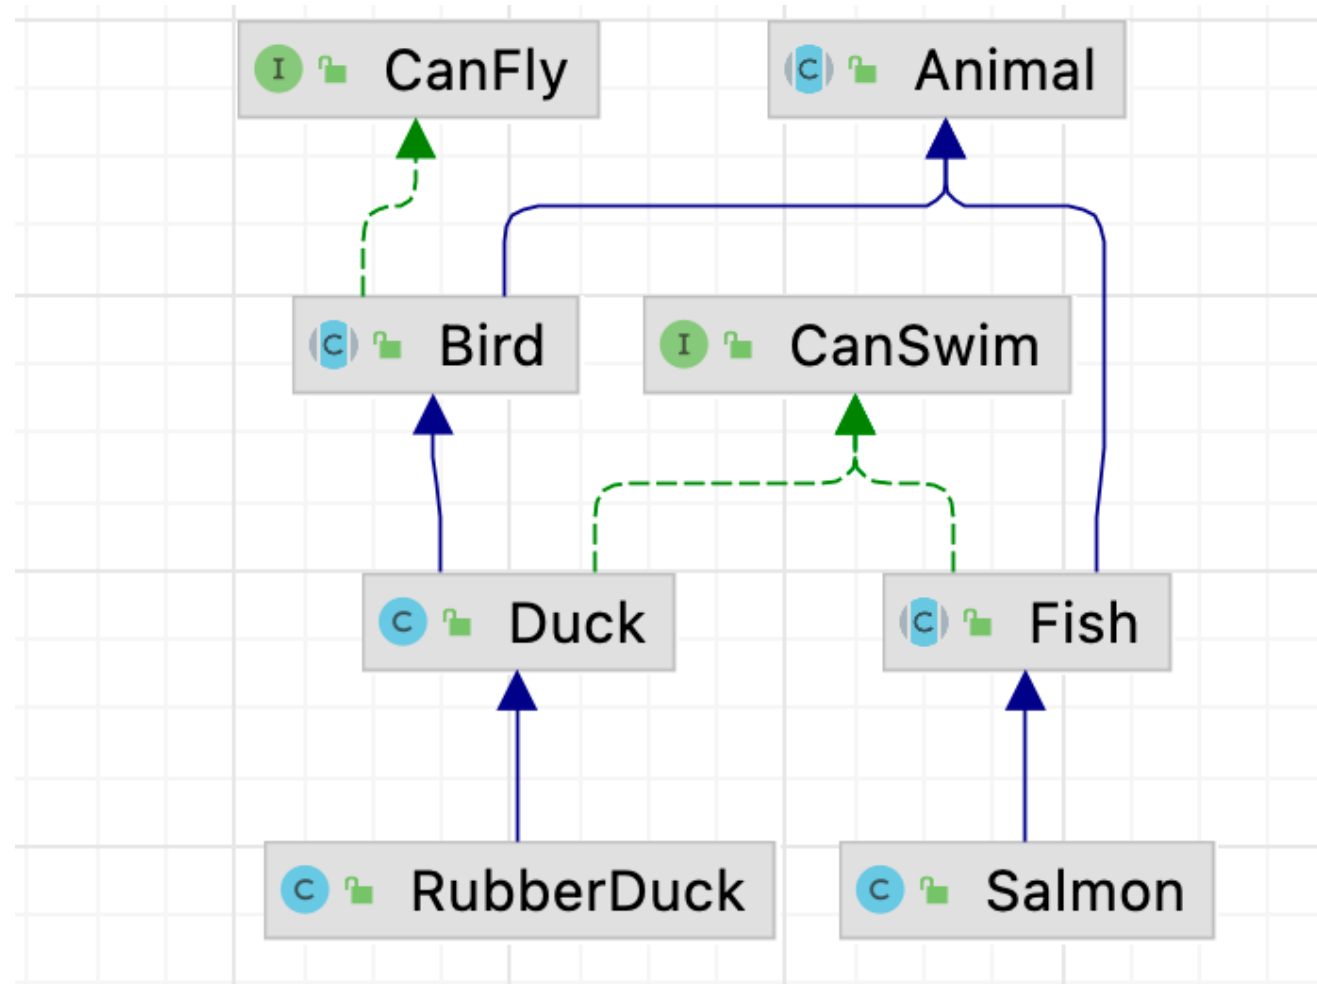 I CanFly
C Animal
C Bird
I CanSwim
C Duck
C Fish
C RubberDuck
C Salmon